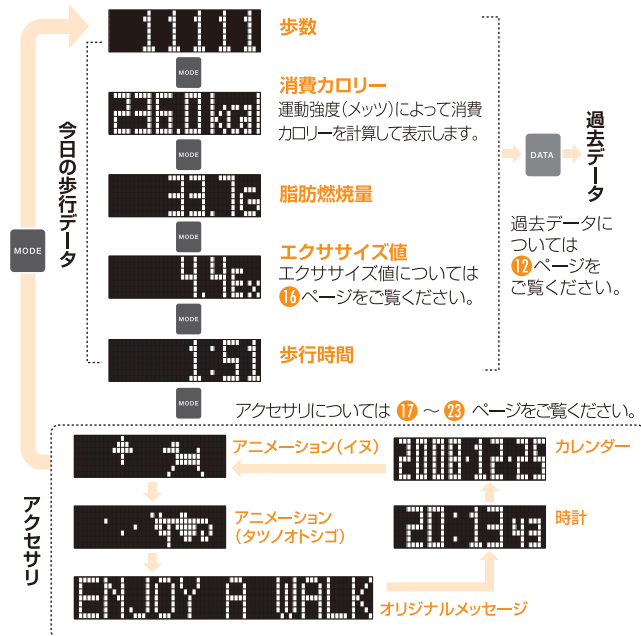 11111
歩数
MODE
296.0kcal
消費カロリー
運動強度(メッツ)によって消費
カロリーを計算して表示します。
MODE
33.7G
脂肪燃焼量
MODE
4.4Ex
エクササイズ値
エクササイズ値については
16ページをご覧ください。
MODE
1:51
歩行時間
MODE
今日の歩行データ
MODE
DATA
過去データ
過去データに
ついては
12ページを
ご覧ください。
アクセサリについては 17 ~ 23 ページをご覧ください。
アクセサリ
アニメーション(イヌ)
2008.12.25
カレンダー
アニメーション
(タツノオトシゴ)
20:13 49
時計
ENJOY A WALK
オリジナルメッセージ